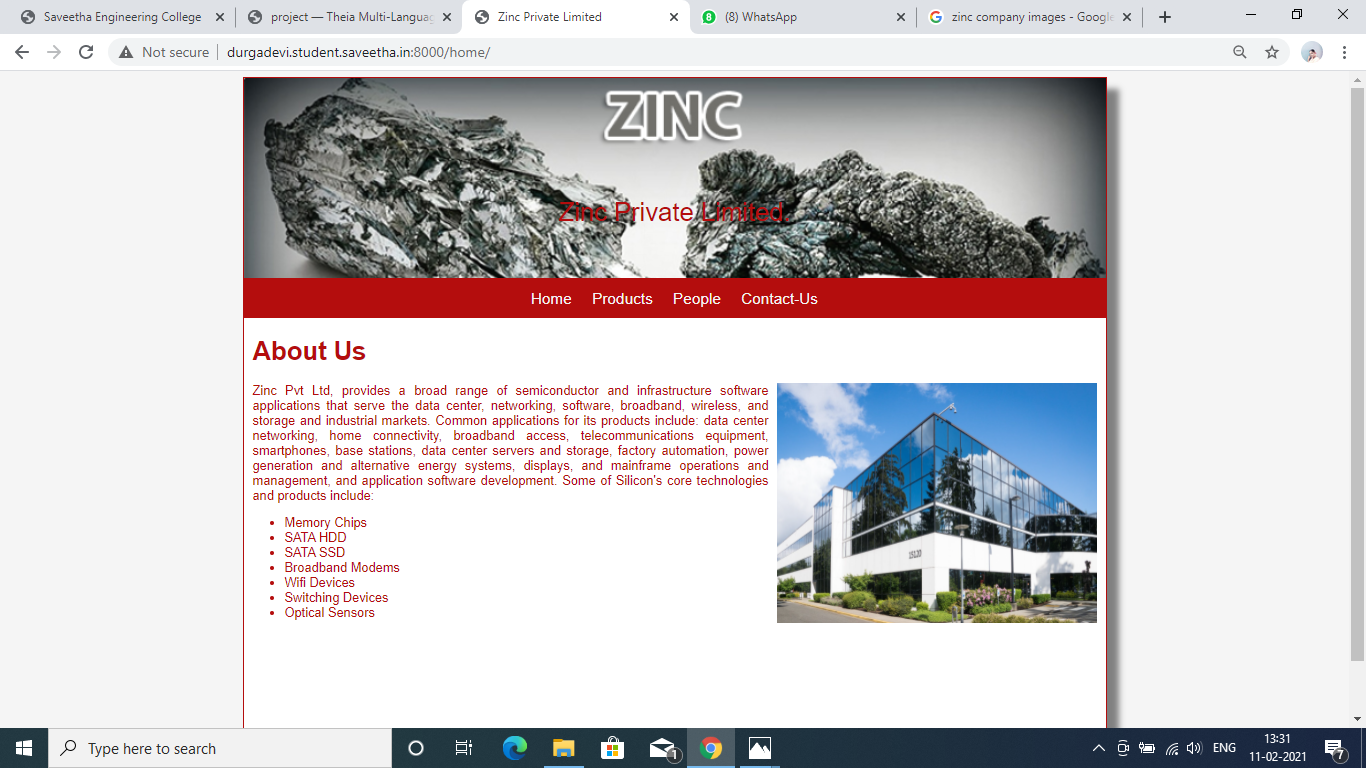 Saveetha Engineering College
project — Theia Multi-Languag
Zinc Private Limited
(8) WhatsApp
zinc company images - Google
Not secure
durgadevi.student.saveetha.in:8000/home/
ZINC
Zinc Private Limited.
Home Products People Contact-Us
About Us
Zinc Pvt Ltd, provides a broad range of semiconductor and infrastructure software
applications that serve the data center, networking, software, broadband, wireless, and
storage and industrial markets. Common applications for its products include: data center
networking, home connectivity, broadband access, telecommunications equipment,
smartphones, base stations, data center servers and storage, factory automation, power
generation and alternative energy systems, displays, and mainframe operations and
management, and application software development. Some of Silicon's core technologies
and products include:
Memory Chips
SATA HDD
SATA SSD
Broadband Modems
Wifi Devices
Switching Devices
Optical Sensors
15120
Type here to search
1
ENG
13:31
11-02-2021
7